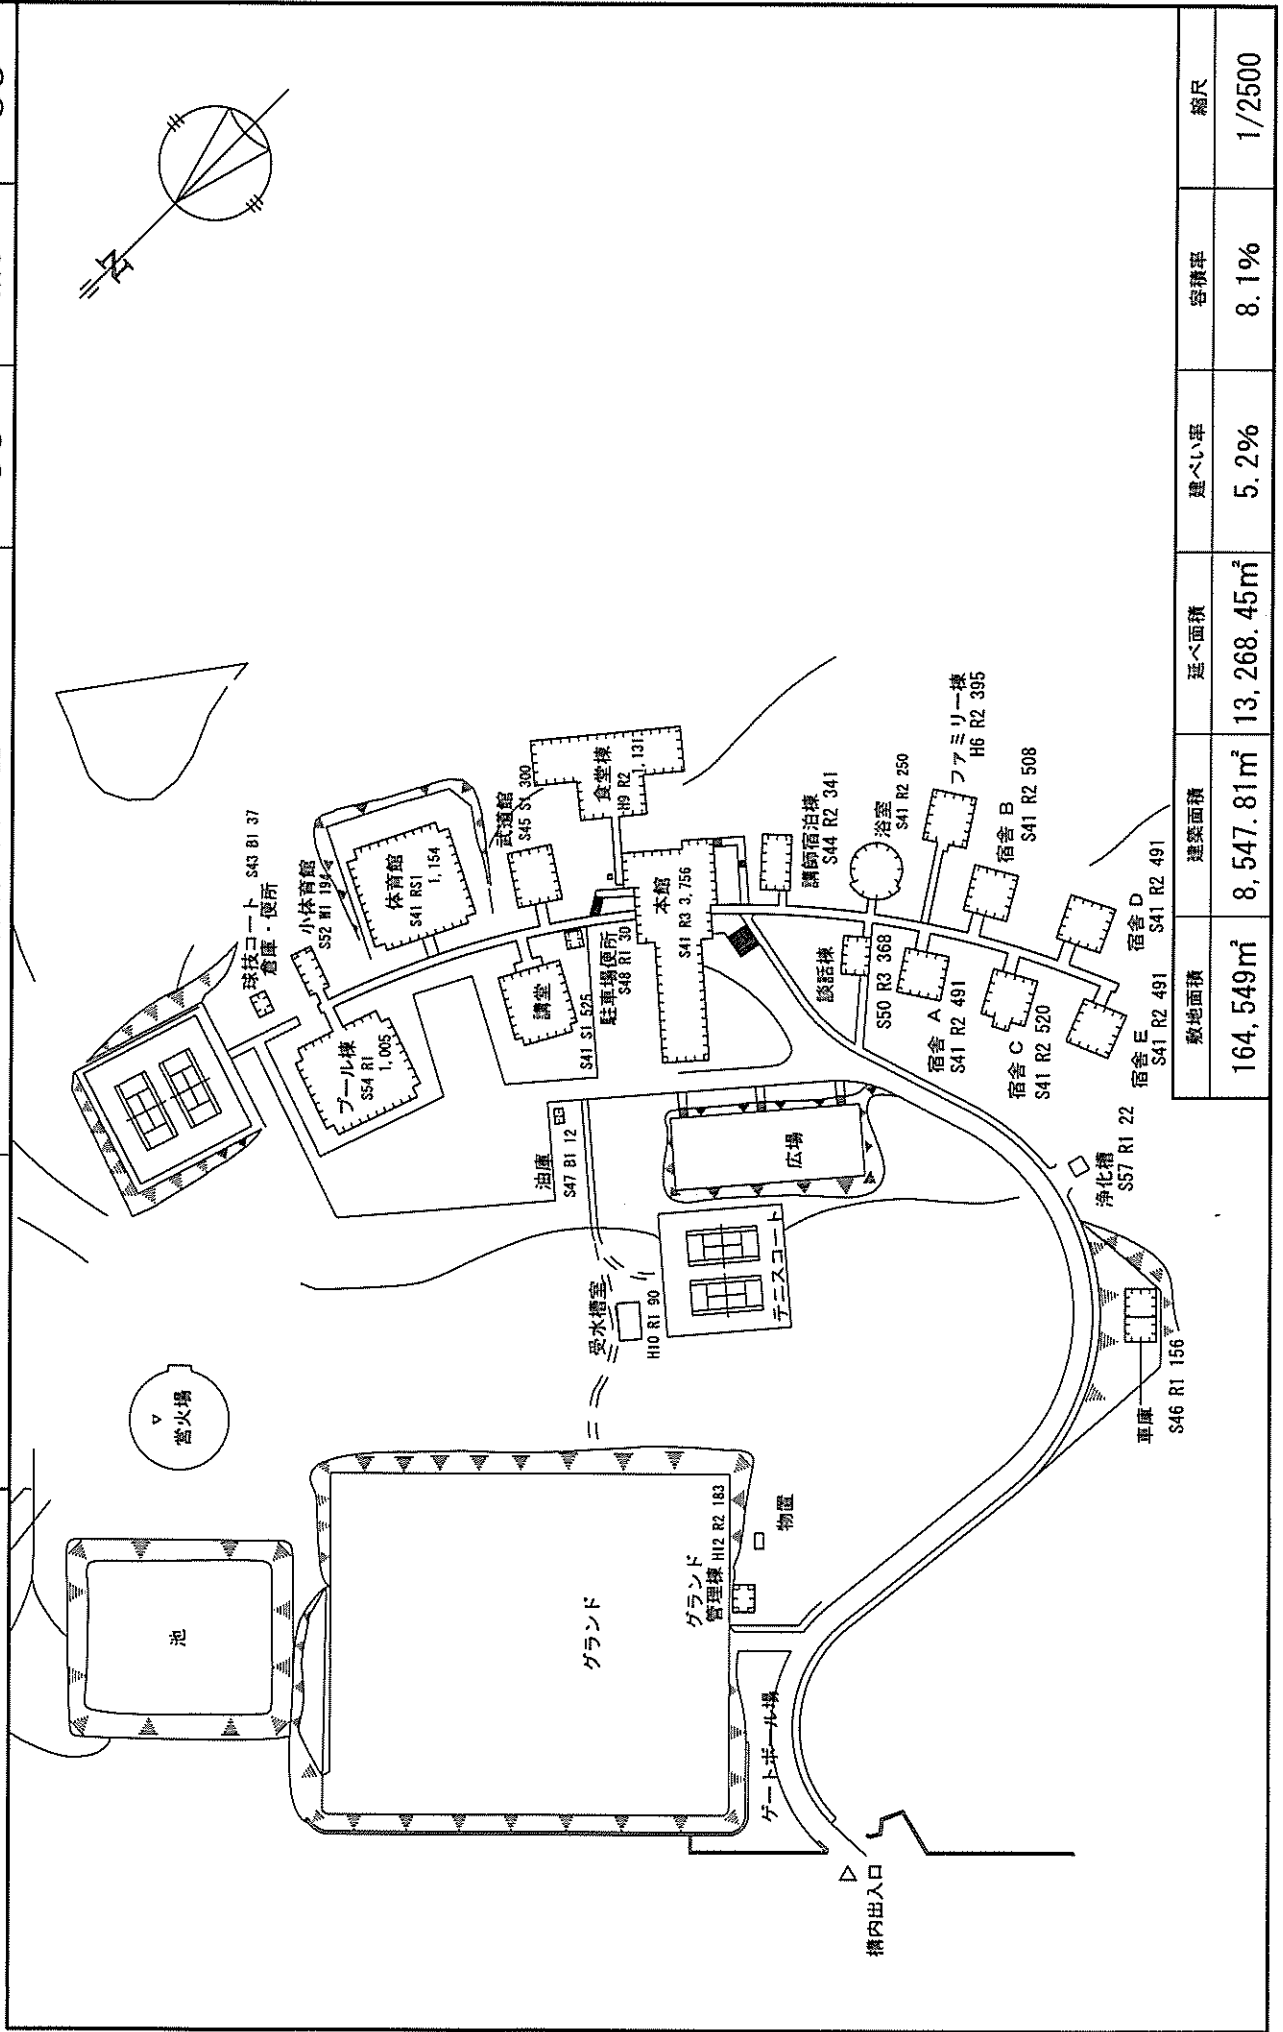 N
球技コート S43 B1 37
倉庫・便所
小体育館
S52 W1 194
体育館
S41 RS1
1,154
プール棟
S54 R1
1,005
武道館
S45 S1 300
講堂
S41 S1 525
駐車場便所
S48 R1 30
食堂棟
H9 R2
1,131
本館
S41 R3 3,756
油庫
S47 B1 12
広場
講師宿泊棟
S44 R2 341
浴室
S41 R2 250
ファミリー棟
H6 R2 395
談話棟
S50 R3 368
宿舎 A
S41 R2 491
宿舎 B
S41 R2 508
宿舎 C
S41 R2 520
宿舎 D
S41 R2 491
宿舎 E
S41 R2 491
浄化槽
S57 R1 22
受水槽室
H10 R1 90
テニスコート
車庫
S46 R1 156
営火場
池
グランド
グランド
管理棟 H12 R2 183
物置
ゲートボール場
構内出入口
敷地面積 建築面積 延べ面積 建ぺい率 容積率 縮尺
164,549㎡ 8,547.81㎡ 13,268.45㎡ 5.2% 8.1% 1/2500